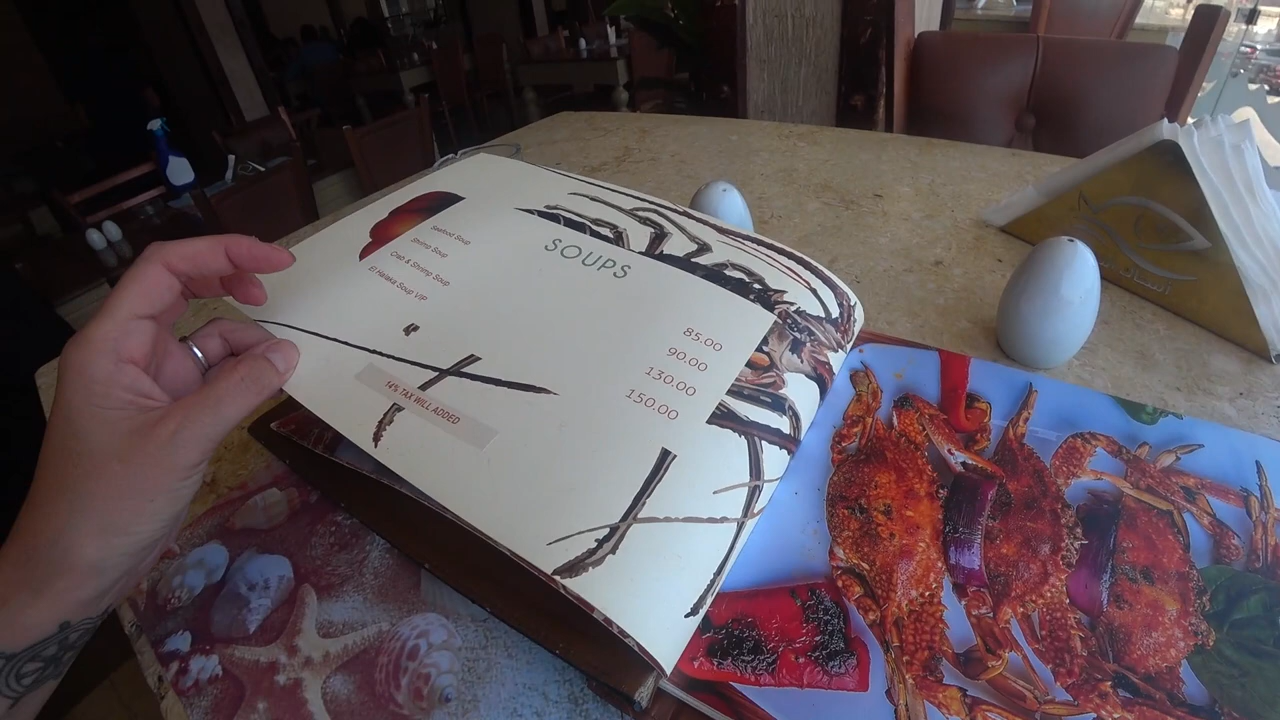 SOUPS
Seafood Soup 85.00
Shrimp Soup 90.00
Crab & Shrimp Soup 130.00
El Halaka Soup VIP 150.00
14% TAX WILL ADDED